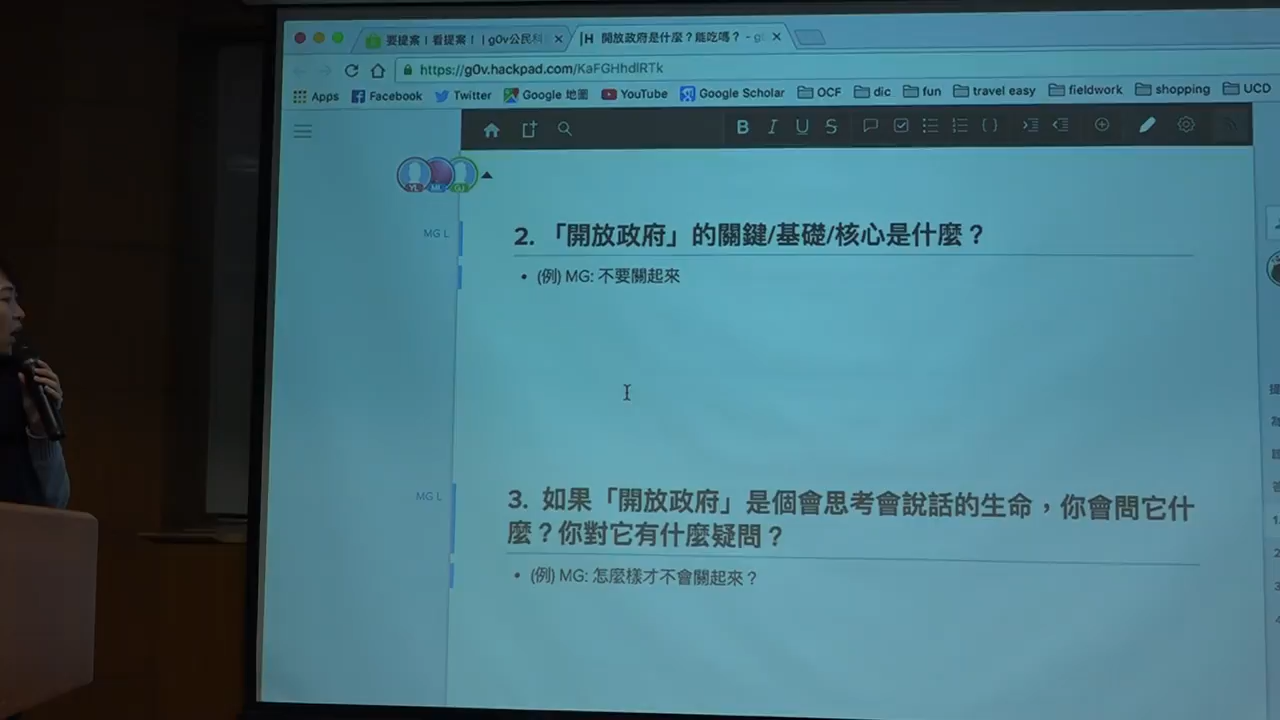 要提案！看提案！ | g0v公民科
開放政府是什麼？能吃嗎？ - g
https://g0v.hackpad.com/KaFGHhdlRTk
Apps Facebook Twitter Google 地圖 YouTube Google Scholar OCF dic fun travel easy fieldwork shopping UCD
B I U S
YL
MG L
2. 「開放政府」的關鍵/基礎/核心是什麼？
• (例) MG: 不要關起來
MG L
3. 如果「開放政府」是個會思考會說話的生命，你會問它什
麼？你對它有什麼疑問？
• (例) MG: 怎麼樣才不會關起來？